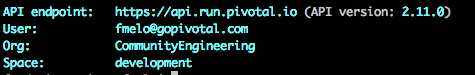 API endpoint:   https://api.run.pivotal.io (API version: 2.11.0)
User:           fmelo@gopivotal.com
Org:            CommunityEngineering
Space:          development